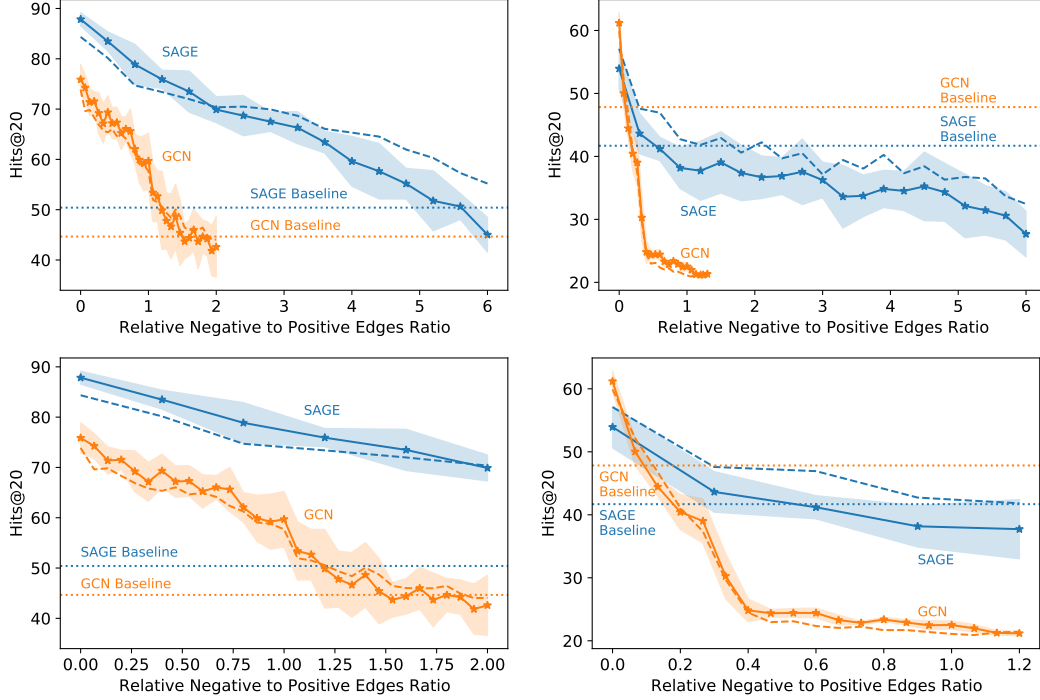 90
80
70
60
50
40
Hits@20
SAGE
GCN
SAGE Baseline
GCN Baseline
0 1 2 3 4 5 6
Relative Negative to Positive Edges Ratio
60
50
40
30
20
Hits@20
GCN
Baseline
SAGE
Baseline
SAGE
GCN
0 1 2 3 4 5 6
Relative Negative to Positive Edges Ratio
90
80
70
60
50
40
Hits@20
SAGE
GCN
SAGE Baseline
GCN Baseline
0.00 0.25 0.50 0.75 1.00 1.25 1.50 1.75 2.00
Relative Negative to Positive Edges Ratio
60
50
40
30
20
Hits@20
GCN
Baseline
SAGE
Baseline
SAGE
GCN
0.0 0.2 0.4 0.6 0.8 1.0 1.2
Relative Negative to Positive Edges Ratio